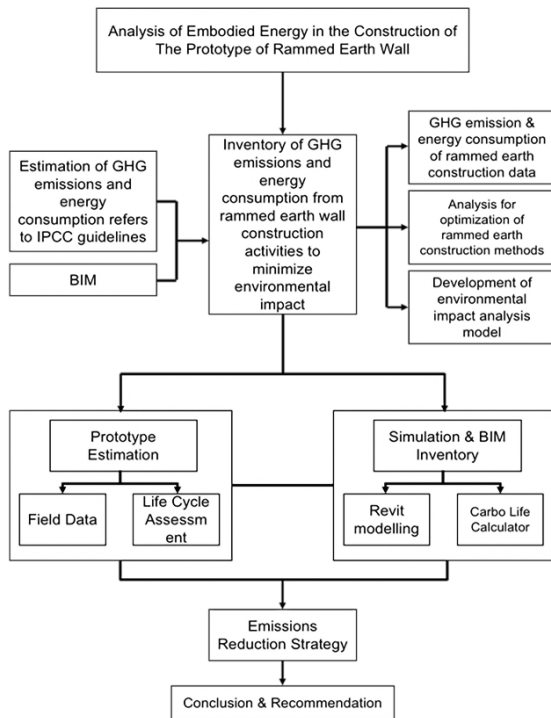 Analysis of Embodied Energy in the Construction of
The Prototype of Rammed Earth Wall
Estimation of GHG
emissions and
energy
consumption refers
to IPCC guidelines
BIM
Inventory of GHG
emissions and
energy
consumption from
rammed earth wall
construction
activities to
minimize
environmental
impact
GHG emission &
energy consumption
of rammed earth
construction data
Analysis for
optimization of
rammed earth
construction methods
Development of
environmental
impact analysis
model
Prototype
Estimation
Field Data
Life Cycle
Assessm
ent
Simulation & BIM
Inventory
Revit
modelling
Carbo Life
Calculator
Emissions
Reduction Strategy
Conclusion & Recommendation